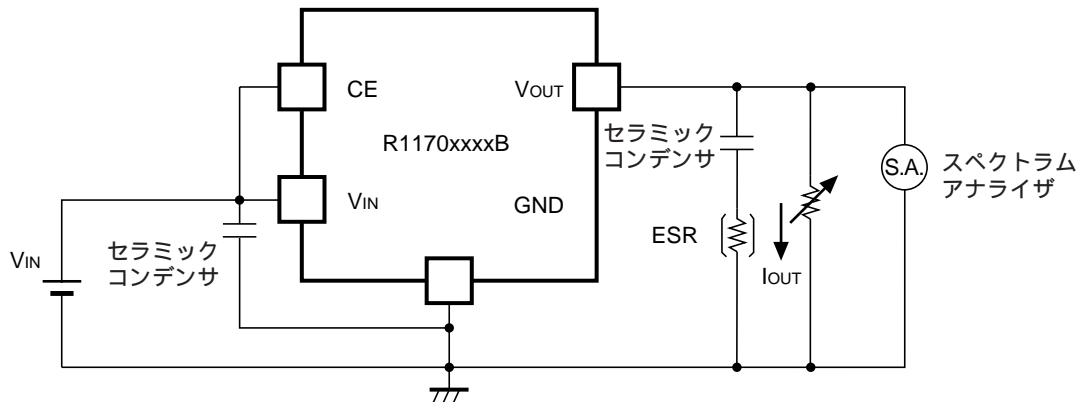 CE
VOUT
R1170xxxxB
セラミック
コンデンサ
S.A.
スペクトラム
アナライザ
VIN
GND
ESR
セラミック
コンデンサ
VIN
IOUT